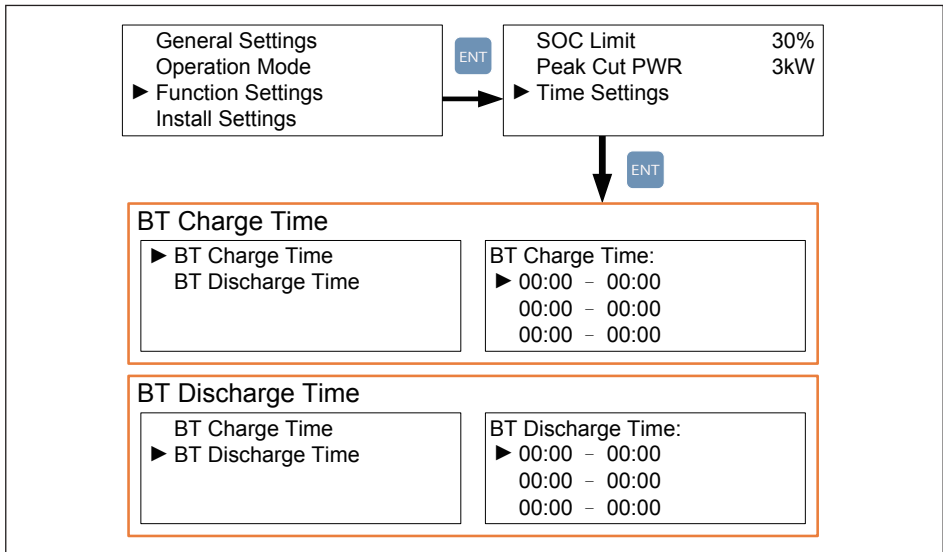 General Settings
Operation Mode
► Function Settings
Install Settings
ENT
SOC Limit 30%
Peak Cut PWR 3kW
► Time Settings
ENT
BT Charge Time
► BT Charge Time
BT Discharge Time
BT Charge Time:
► 00:00 – 00:00
00:00 – 00:00
00:00 – 00:00
BT Discharge Time
BT Charge Time
► BT Discharge Time
BT Discharge Time:
► 00:00 – 00:00
00:00 – 00:00
00:00 – 00:00